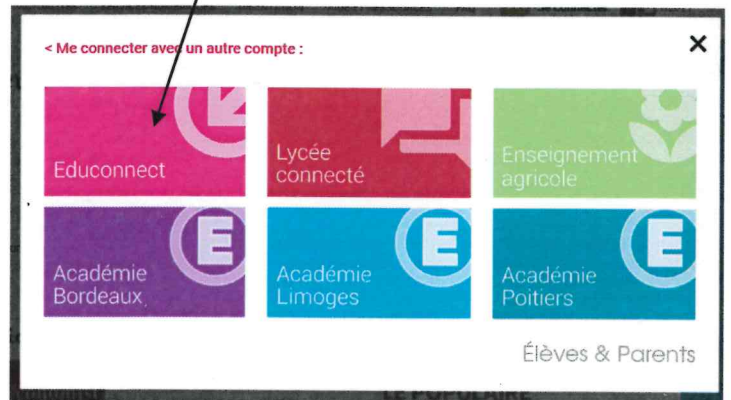 < Me connecter avec un autre compte :
Educonnect
Lycée
connecté
Enseignement
agricole
E
Académie
Bordeaux
E
Académie
Limoges
E
Académie
Poitiers
Élèves & Parents
LE POPULAIRE